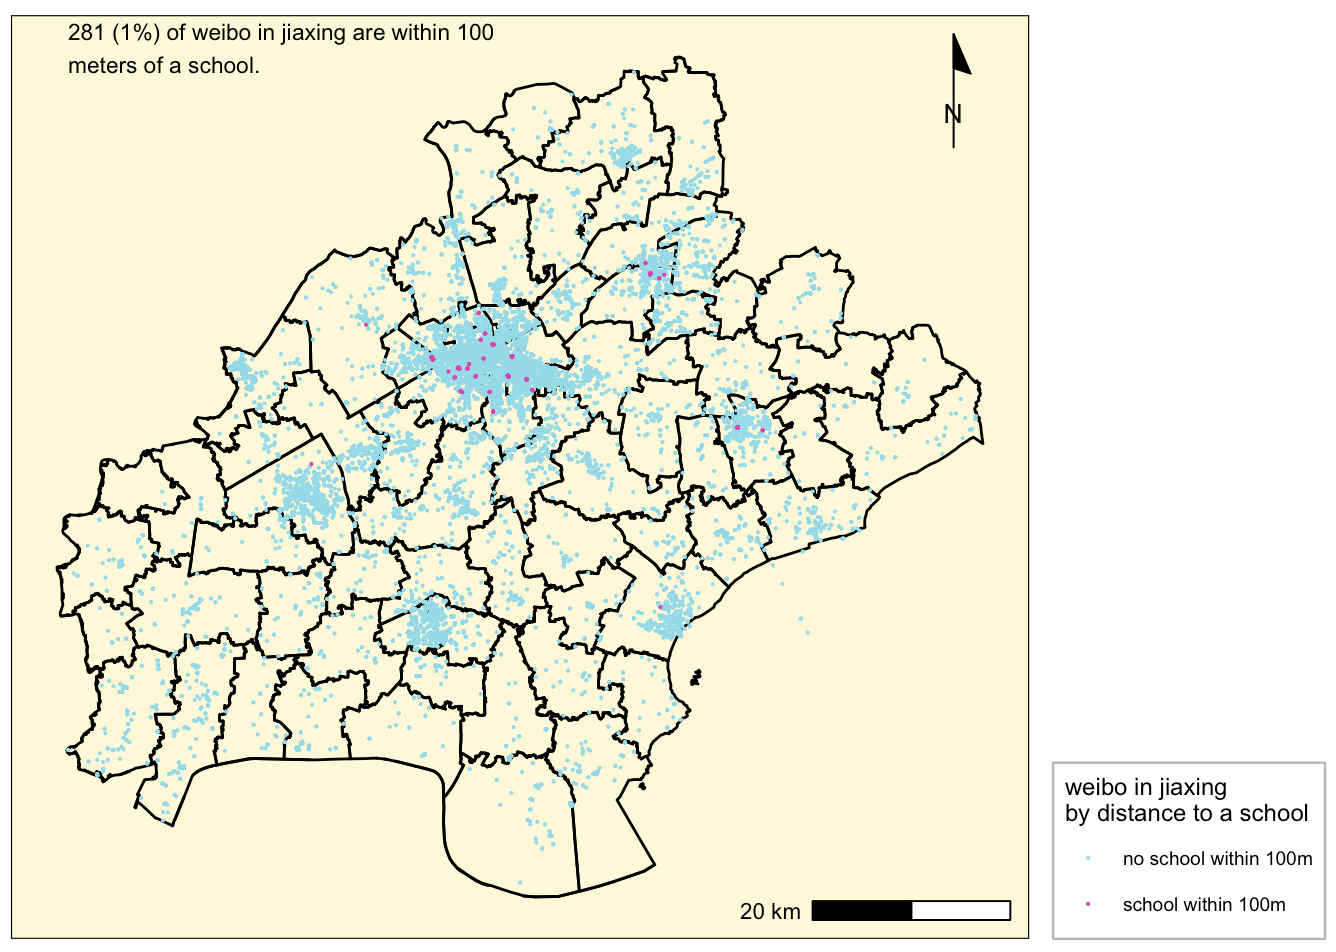 281 (1%) of weibo in jiaxing are within 100
meters of a school.
N
20 km
weibo in jiaxing
by distance to a school
no school within 100m
school within 100m